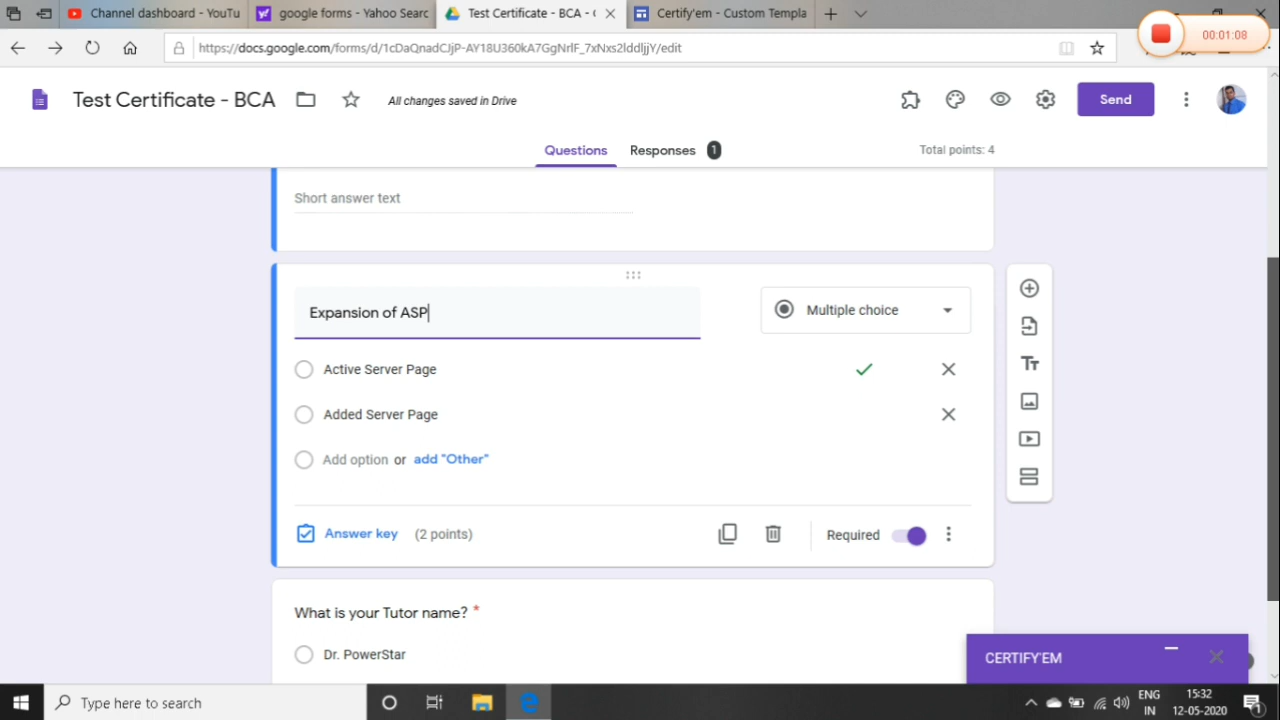 Channel dashboard - YouTu
google forms - Yahoo Searc
Test Certificate - BCA - (
Certify'em - Custom Templa
https://docs.google.com/forms/d/1cDaQnadCJjP-AY18U360kA7GgNrlF_7xNxs2lddljjY/edit
00:01:08
Test Certificate - BCA
All changes saved in Drive
Send
Questions
Responses 1
Total points: 4
Short answer text
Expansion of ASP
Multiple choice
Active Server Page
Added Server Page
Add option or add "Other"
Answer key (2 points)
Required
What is your Tutor name? *
Dr. PowerStar
CERTIFY'EM
Type here to search
ENG
IN
15:32
12-05-2020
1